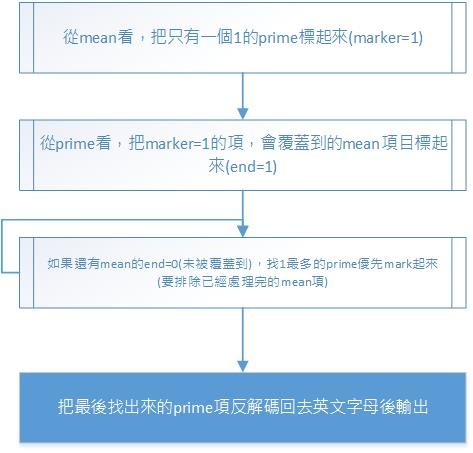 從mean看，把只有一個1的prime標起來(marker=1)
從prime看，把marker=1的項，會覆蓋到的mean項目標起
來(end=1)
如果還有mean的end=0(未被覆蓋到)，找1最多的prime優先mark起來
(要排除已經處理完的mean項)
把最後找出來的prime項反解碼回去英文字母後輸出